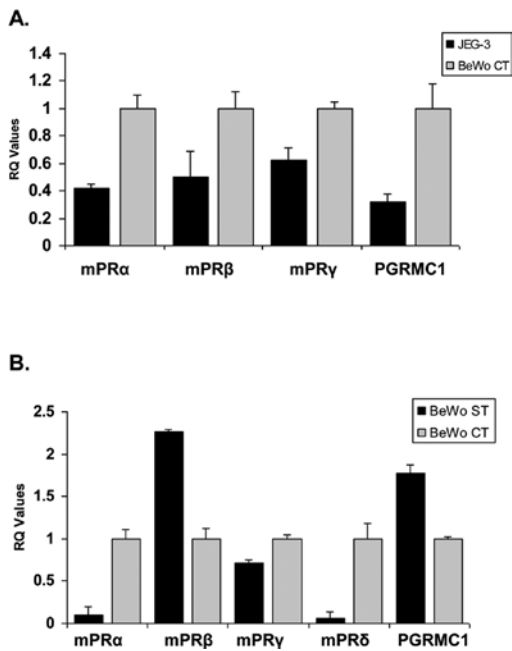 A.
JEG-3
BeWo CT
RQ Values
1.4
1.2
1
0.8
0.6
0.4
0.2
0
mPRα mPRβ mPRγ PGRMC1
B.
BeWo ST
BeWo CT
RQ Values
2.5
2
1.5
1
0.5
0
mPRα mPRβ mPRγ mPRδ PGRMC1